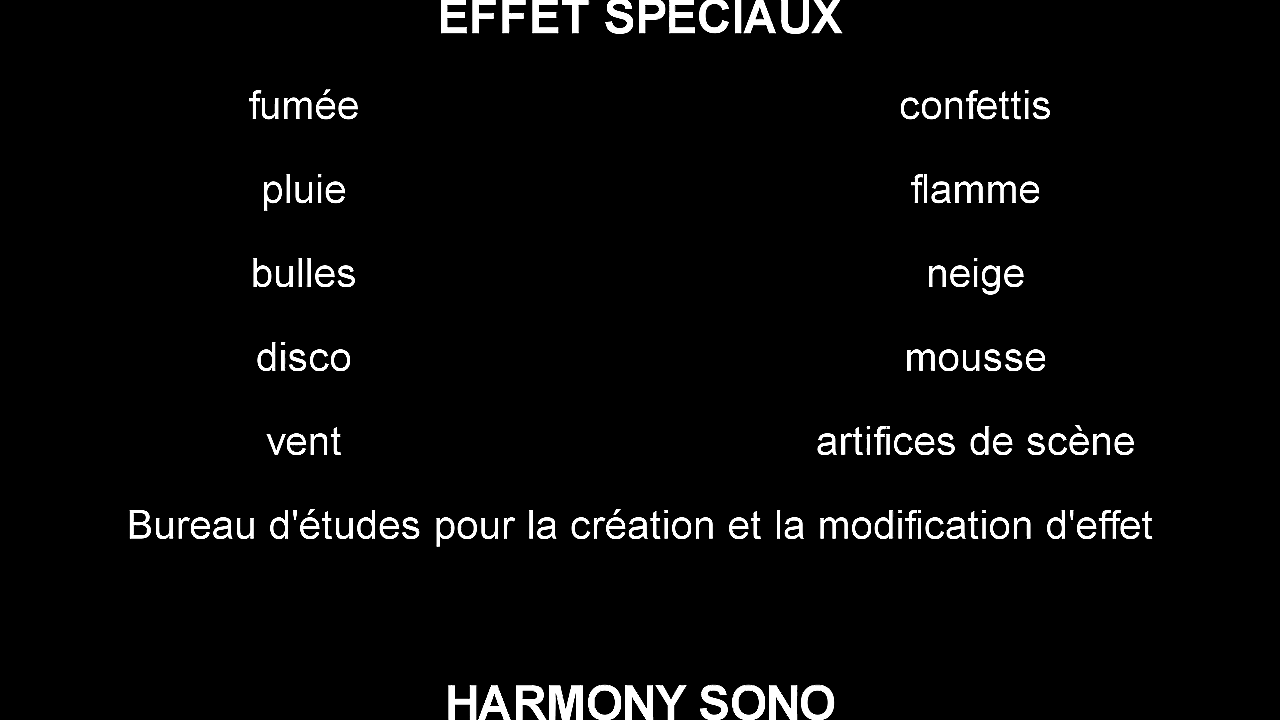 EFFET SPECIAUX
fumée confettis
pluie flamme
bulles neige
disco mousse
vent artifices de scène
Bureau d'études pour la création et la modification d'effet
HARMONY SONO